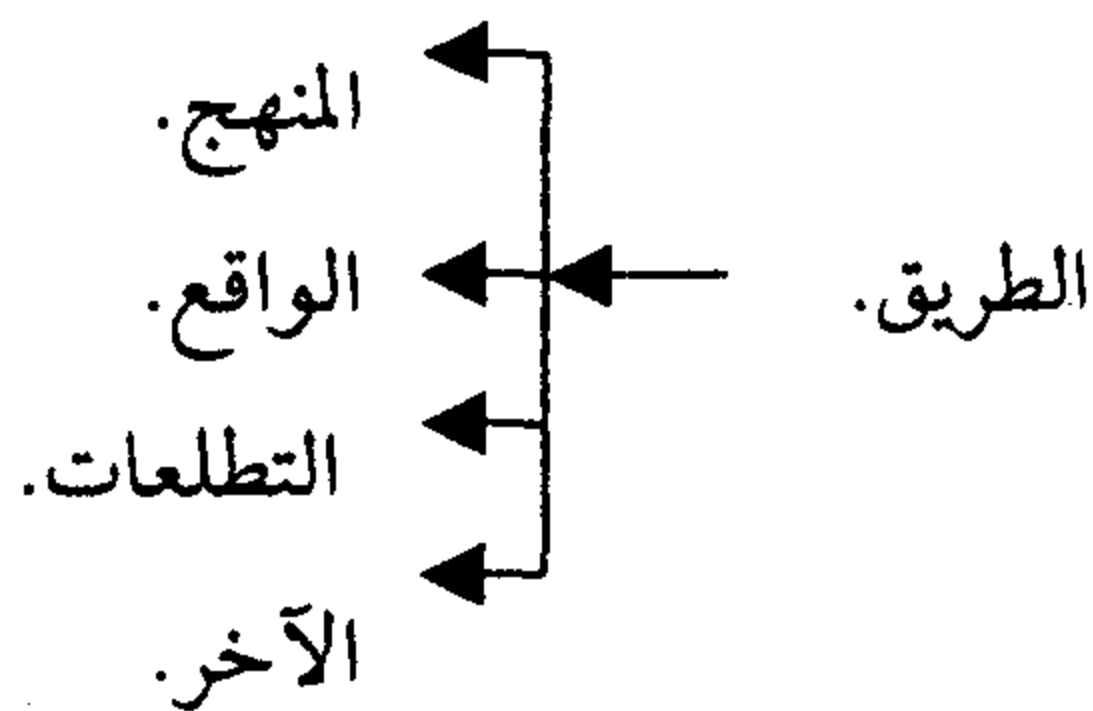 الطريق.
المنهج.
الواقع.
التطلعات.
الآخر.